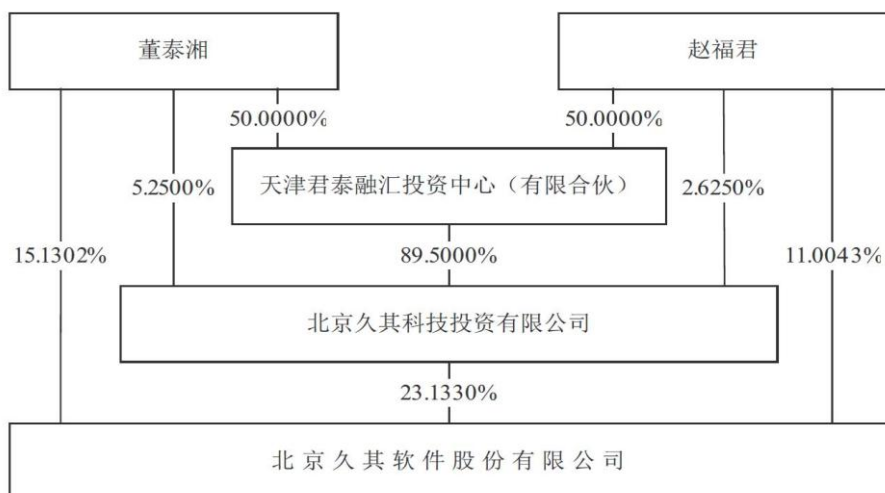 董泰湘
赵福君
50.0000%
50.0000%
天津君泰融汇投资中心（有限合伙）
5.2500%
2.6250%
15.1302%
89.5000%
11.0043%
北京久其科技投资有限公司
23.1330%
北京久其软件股份有限公司